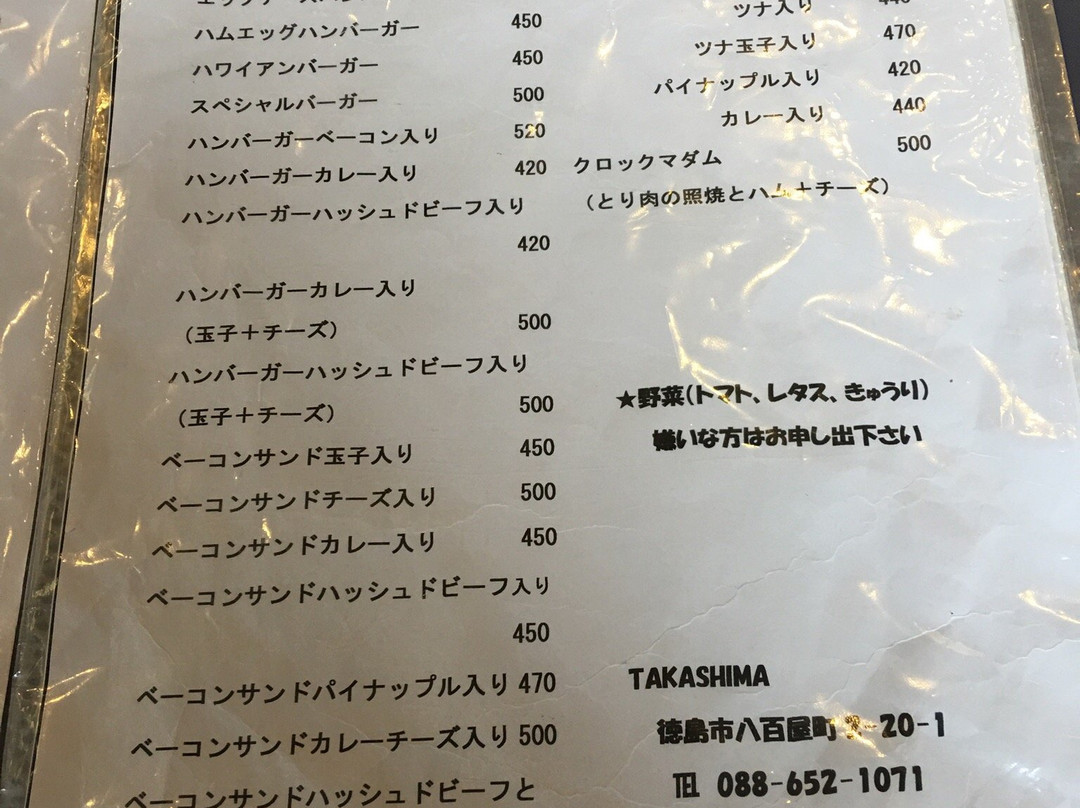 ハムエッグハンバーガー 450
ハワイアンバーガー 450
スペシャルバーガー 500
ハンバーガーベーコン入り 520
ハンバーガーカレー入り 420
ハンバーガーハッシュドビーフ入り
420
ハンバーガーカレー入り
(玉子＋チーズ) 500
ハンバーガーハッシュドビーフ入り
(玉子＋チーズ) 500
ベーコンサンド玉子入り 450
ベーコンサンドチーズ入り 500
ベーコンサンドカレー入り 450
ベーコンサンドハッシュドビーフ入り
450
ベーコンサンドパイナップル入り 470
ベーコンサンドカレーチーズ入り 500
ベーコンサンドハッシュドビーフと
ツナ入り
ツナ玉子入り 470
パイナップル入り 420
カレー入り 440
クロックマダム 500
(とり肉の照焼とハム＋チーズ)
★野菜(トマト、レタス、きゅうり)
嫌いな方はお申し出下さい
TAKASHIMA
徳島市八百屋町 -20-1
℡ 088-652-1071